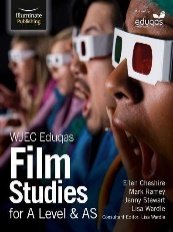 illuminate
Publishing
eduqas
WJEC Eduqas
Film
Studies
for A Level & AS
Ellen Cheshire
Mark Ramey
Jenny Stewart
Lisa Wardle
Consultant Editor: Lisa Wardle